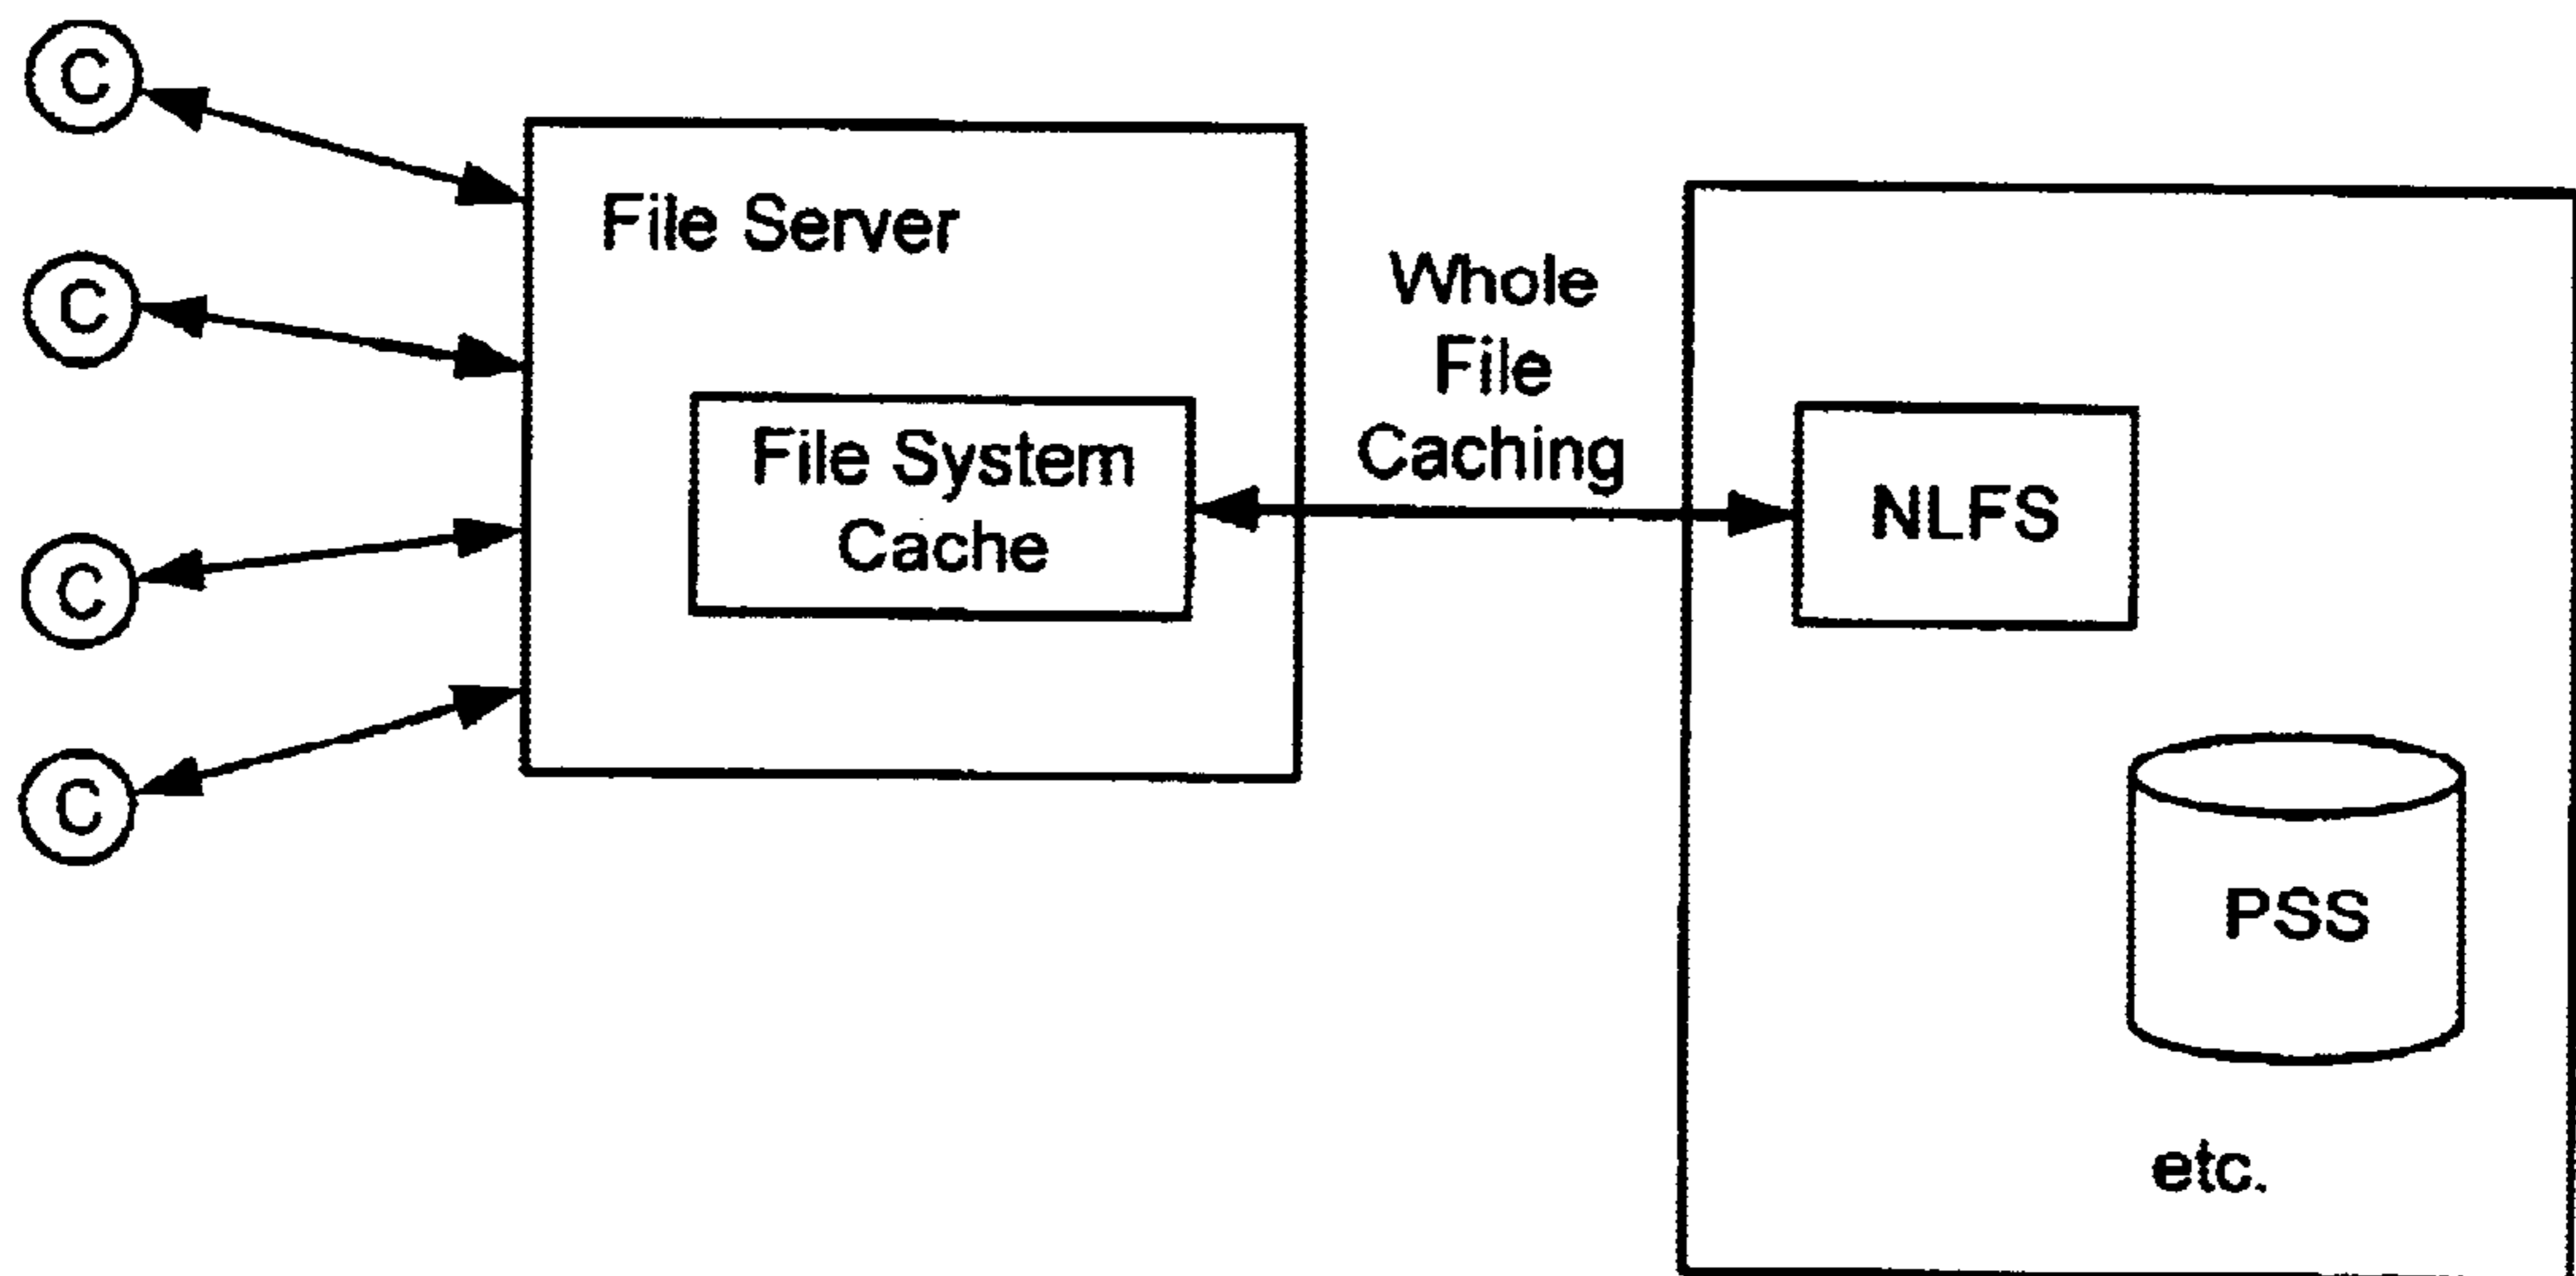 C
C
C
C
File Server
File System
Cache
Whole
File
Caching
NLFS
PSS
etc.